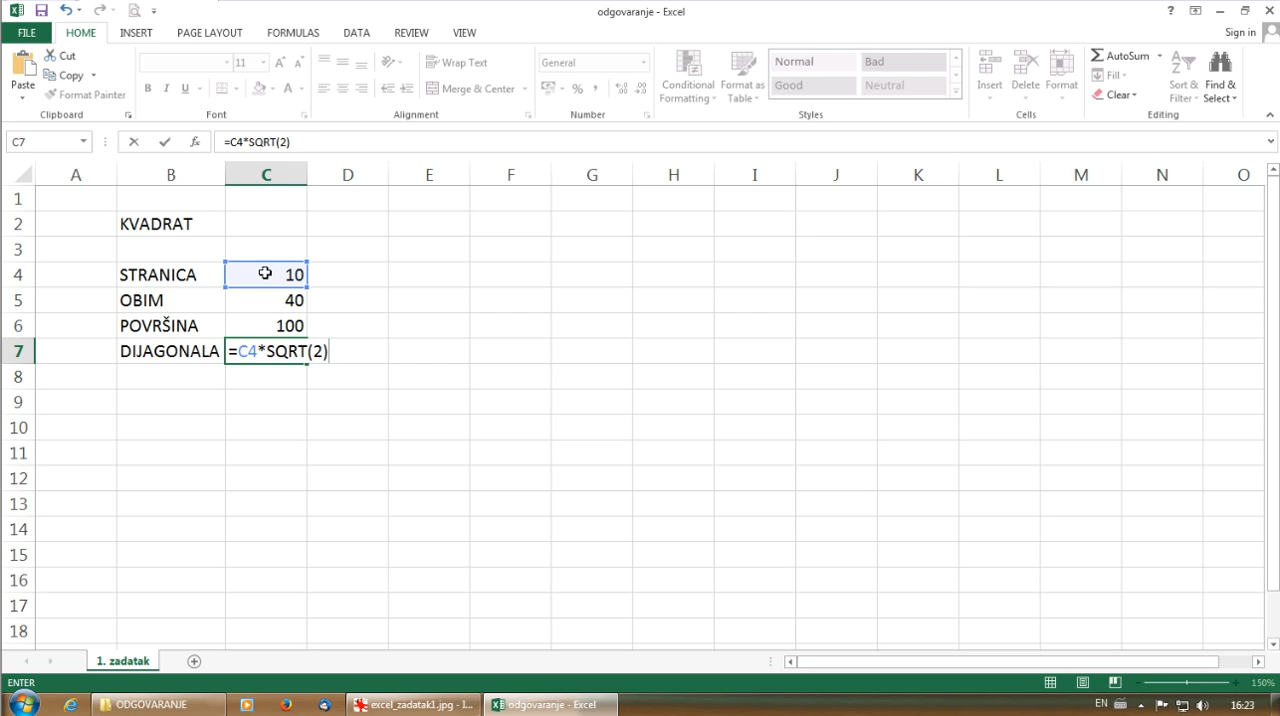 odgovaranje - Excel
FILE HOME INSERT PAGE LAYOUT FORMULAS DATA REVIEW VIEW Sign in
Paste
Cut
Copy
Format Painter
Clipboard
11
Font
Wrap Text
Merge & Center
Alignment
General
Number
Conditional Formatting
Format as Table
Normal Bad
Good Neutral
Styles
Insert Delete Format
Cells
AutoSum
Fill
Clear
Sort & Filter
Find & Select
Editing
C7 fx =C4*SQRT(2)
A B C D E F G H I J K L M N O
1
2 KVADRAT
3
4 STRANICA 10
5 OBIM 40
6 POVRŠINA 100
7 DIJAGONALA =C4*SQRT(2)
8
9
10
11
12
13
14
15
16
17
18
1. zadatak
ENTER 150%
ODGOVARANJE excel_zadatak1.jpg - I... odgovaranje - Excel EN 16:23